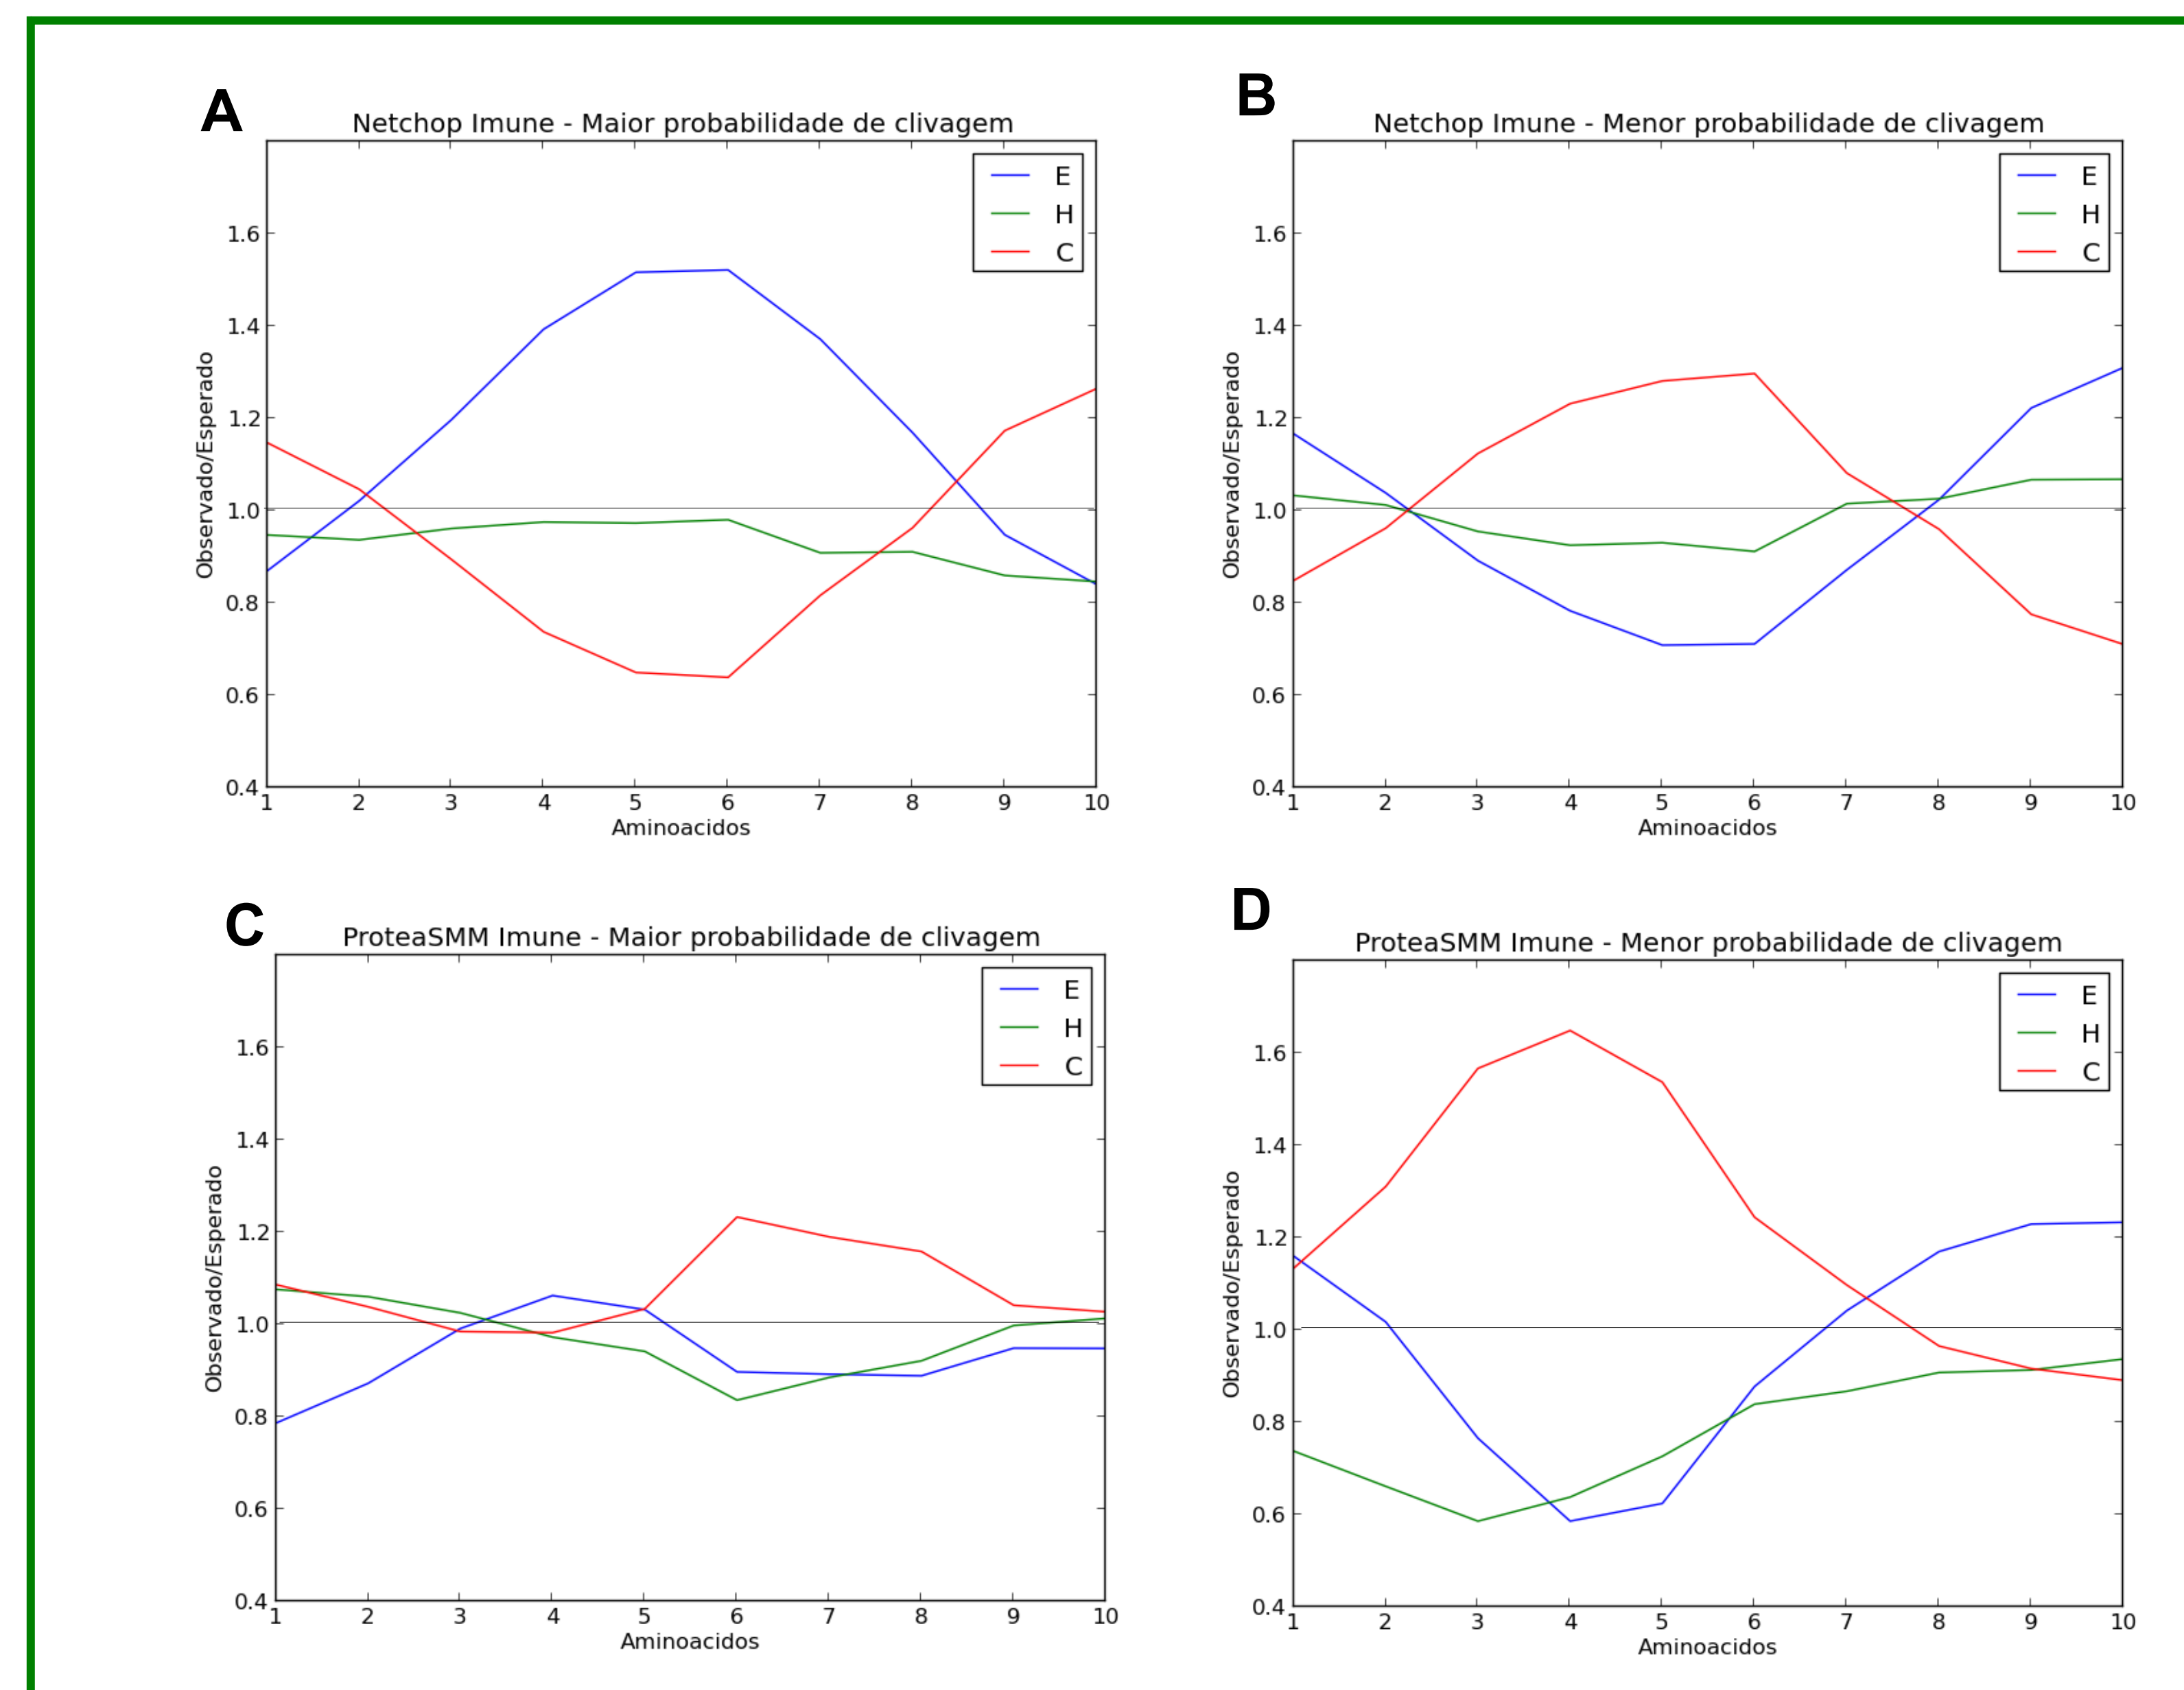 A
Netchop Imune - Maior probabilidade de clivagem
E
H
C
1.6
1.4
1.2
1.0
0.8
0.6
0.4
Observado/Esperado
1 2 3 4 5 6 7 8 9 10
Aminoacidos
B
Netchop Imune - Menor probabilidade de clivagem
E
H
C
1.6
1.4
1.2
1.0
0.8
0.6
0.4
Observado/Esperado
1 2 3 4 5 6 7 8 9 10
Aminoacidos
C
ProteaSMM Imune - Maior probabilidade de clivagem
E
H
C
1.6
1.4
1.2
1.0
0.8
0.6
0.4
Observado/Esperado
1 2 3 4 5 6 7 8 9 10
Aminoacidos
D
ProteaSMM Imune - Menor probabilidade de clivagem
E
H
C
1.6
1.4
1.2
1.0
0.8
0.6
0.4
Observado/Esperado
1 2 3 4 5 6 7 8 9 10
Aminoacidos